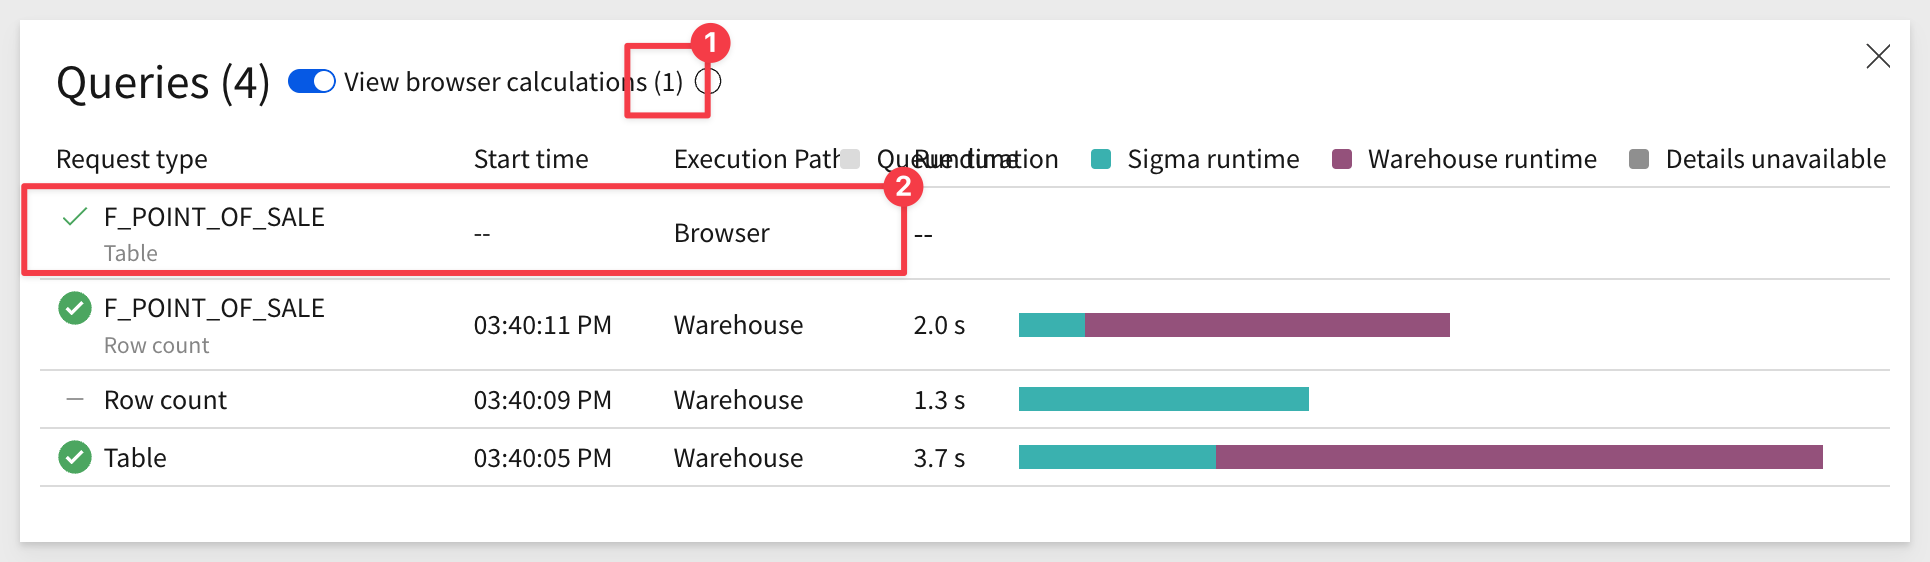 1
Queries (4) View browser calculations (1)
Request type Start time Execution Path Queue time Run duration Sigma runtime Warehouse runtime Details unavailable
2
F_POINT_OF_SALE
Table
-- Browser --
F_POINT_OF_SALE
Row count
03:40:11 PM Warehouse 2.0 s
Row count 03:40:09 PM Warehouse 1.3 s
Table 03:40:05 PM Warehouse 3.7 s